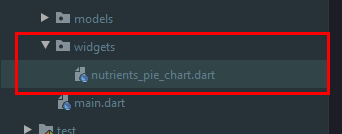 models
widgets
nutrients_pie_chart.dart
main.dart
test